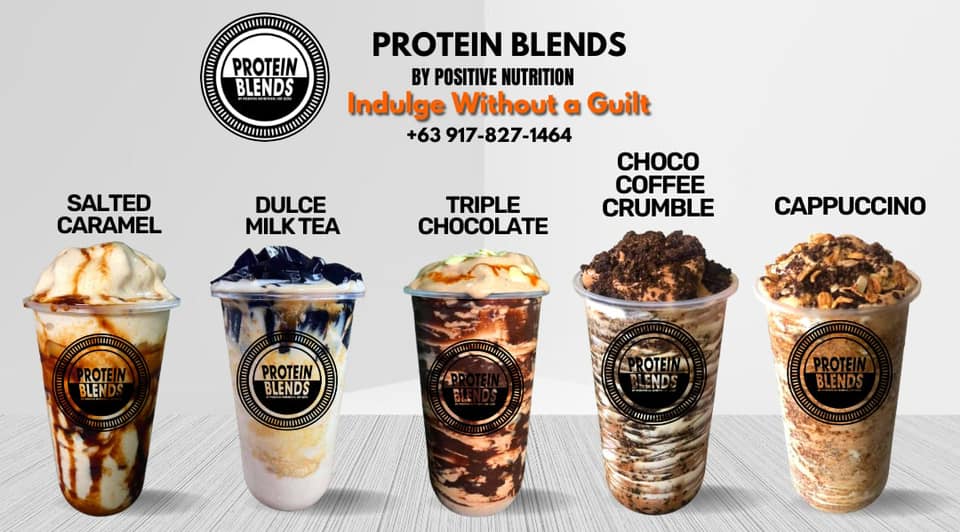 PROTEIN
BLENDS
PROTEIN BLENDS
BY POSITIVE NUTRITION
Indulge Without a Guilt
+63 917-827-1464
SALTED
CARAMEL
DULCE
MILK TEA
TRIPLE
CHOCOLATE
CHOCO
COFFEE
CRUMBLE
CAPPUCCINO
PROTEIN
BLENDS
PROTEIN
BLENDS
PROTEIN
BLENDS
PROTEIN
BLENDS
PROTEIN
BLENDS